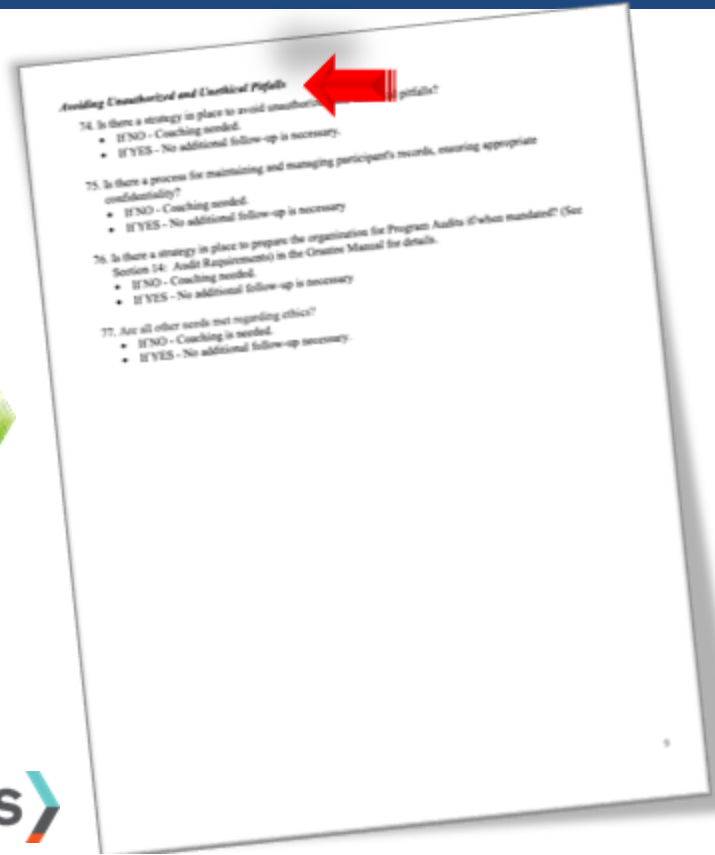 Avoiding Unauthorized and Unethical Pitfalls
74. Is there a strategy in place to avoid unauthoriz pitfalls?
• If NO - Coaching needed.
• If YES - No additional follow-up is necessary.
75. Is there a process for maintaining and managing participant's records, ensuring appropriate
confidentiality?
• If NO - Coaching needed.
• If YES - No additional follow-up is necessary
76. Is there a strategy in place to prepare the organization for Program Audits if/when mandated? (See
Section 14: Audit Requirements) in the Grantee Manual for details.
• If NO - Coaching needed.
• If YES - No additional follow-up is necessary
77. Are all other needs met regarding ethics?
• If NO - Coaching is needed.
• If YES - No additional follow-up necessary.
9
s